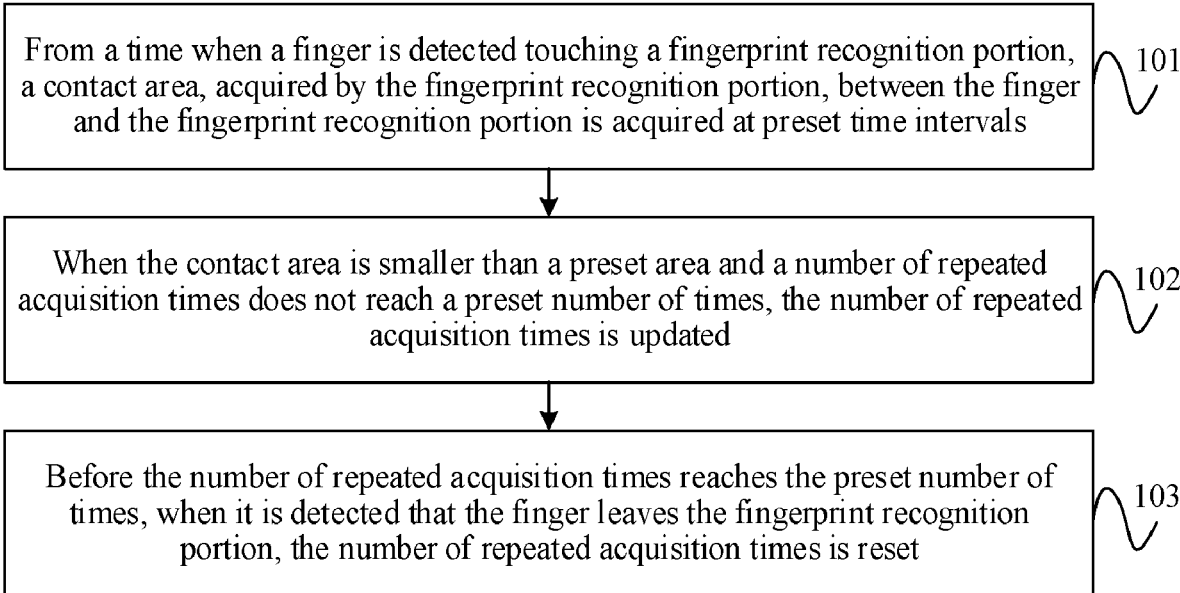 From a time when a finger is detected touching a fingerprint recognition portion,
a contact area, acquired by the fingerprint recognition portion, between the finger
and the fingerprint recognition portion is acquired at preset time intervals
101
When the contact area is smaller than a preset area and a number of repeated
acquisition times does not reach a preset number of times, the number of repeated
acquisition times is updated
102
Before the number of repeated acquisition times reaches the preset number of
times, when it is detected that the finger leaves the fingerprint recognition
portion, the number of repeated acquisition times is reset
103